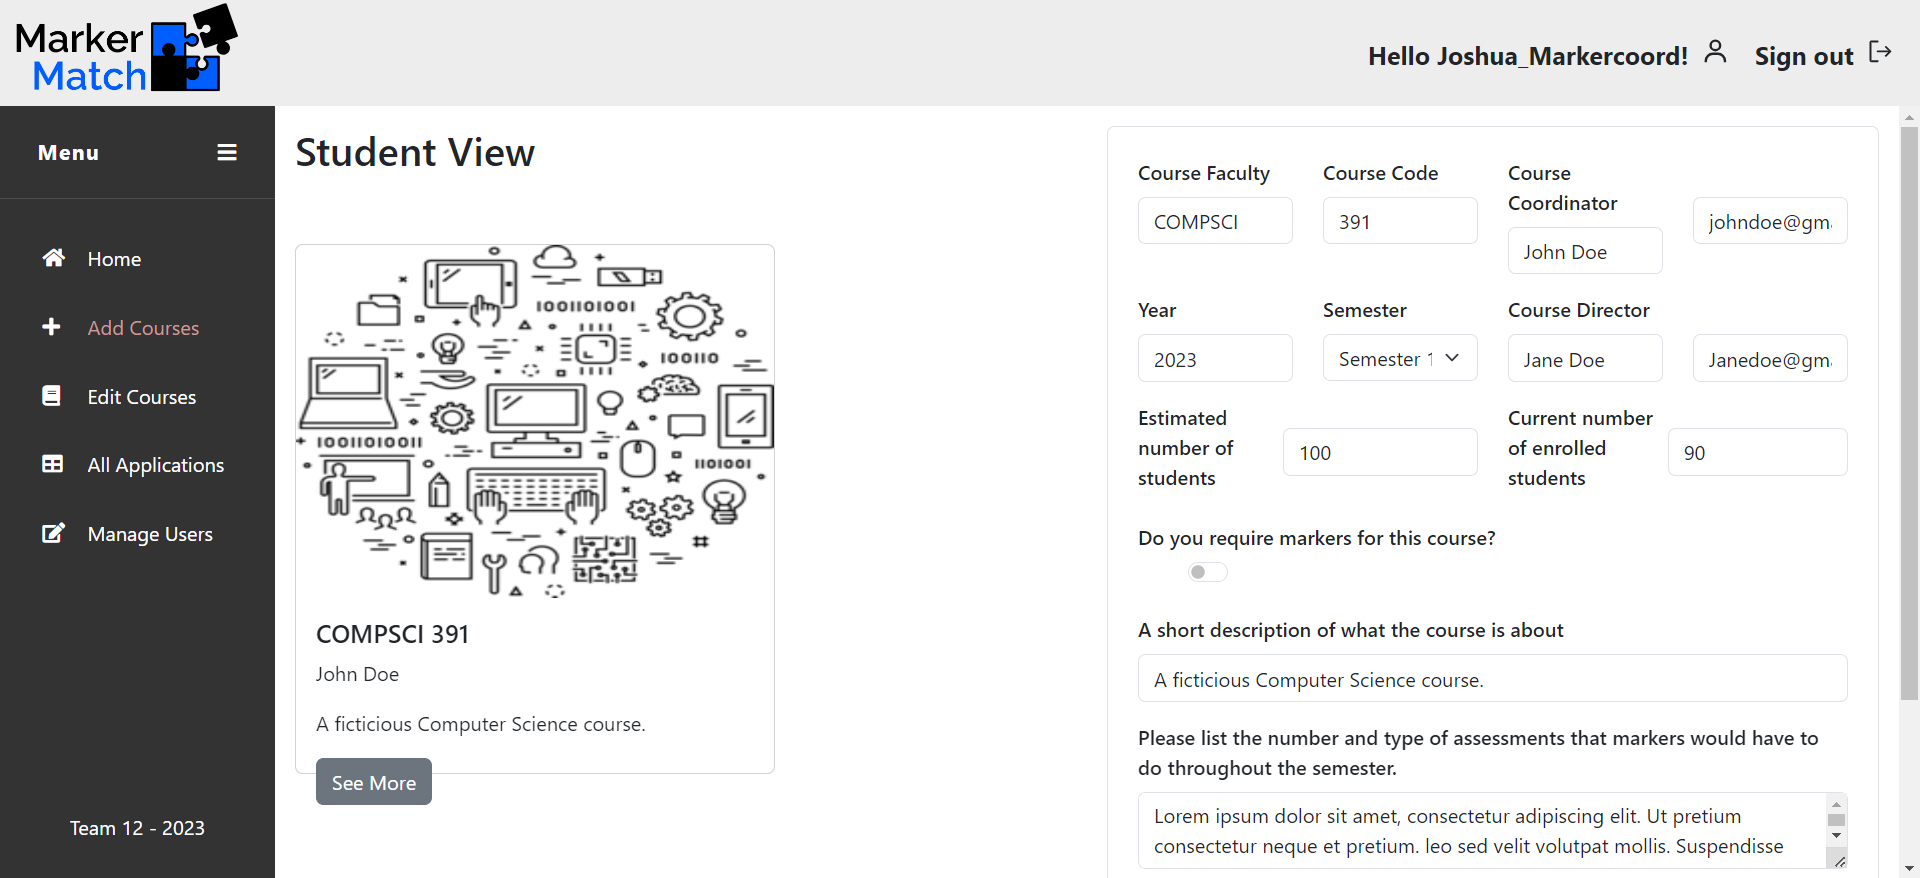 Marker
Match
Hello Joshua_Markercoord!
Sign out
Menu
Home
Add Courses
Edit Courses
All Applications
Manage Users
Team 12 - 2023
Student View
1001101001
100110
10011010011
1101001
COMPSCI 391
John Doe
A ficticious Computer Science course.
See More
Course Faculty
COMPSCI
Course Code
391
Course
Coordinator
John Doe
johndoe@gm
Year
2023
Semester
Semester 1
Course Director
Jane Doe
Janedoe@gm
Estimated
number of
students
100
Current number
of enrolled
students
90
Do you require markers for this course?
A short description of what the course is about
A ficticious Computer Science course.
Please list the number and type of assessments that markers would have to
do throughout the semester.
Lorem ipsum dolor sit amet, consectetur adipiscing elit. Ut pretium
consectetur neque et pretium. leo sed velit volutpat mollis. Suspendisse